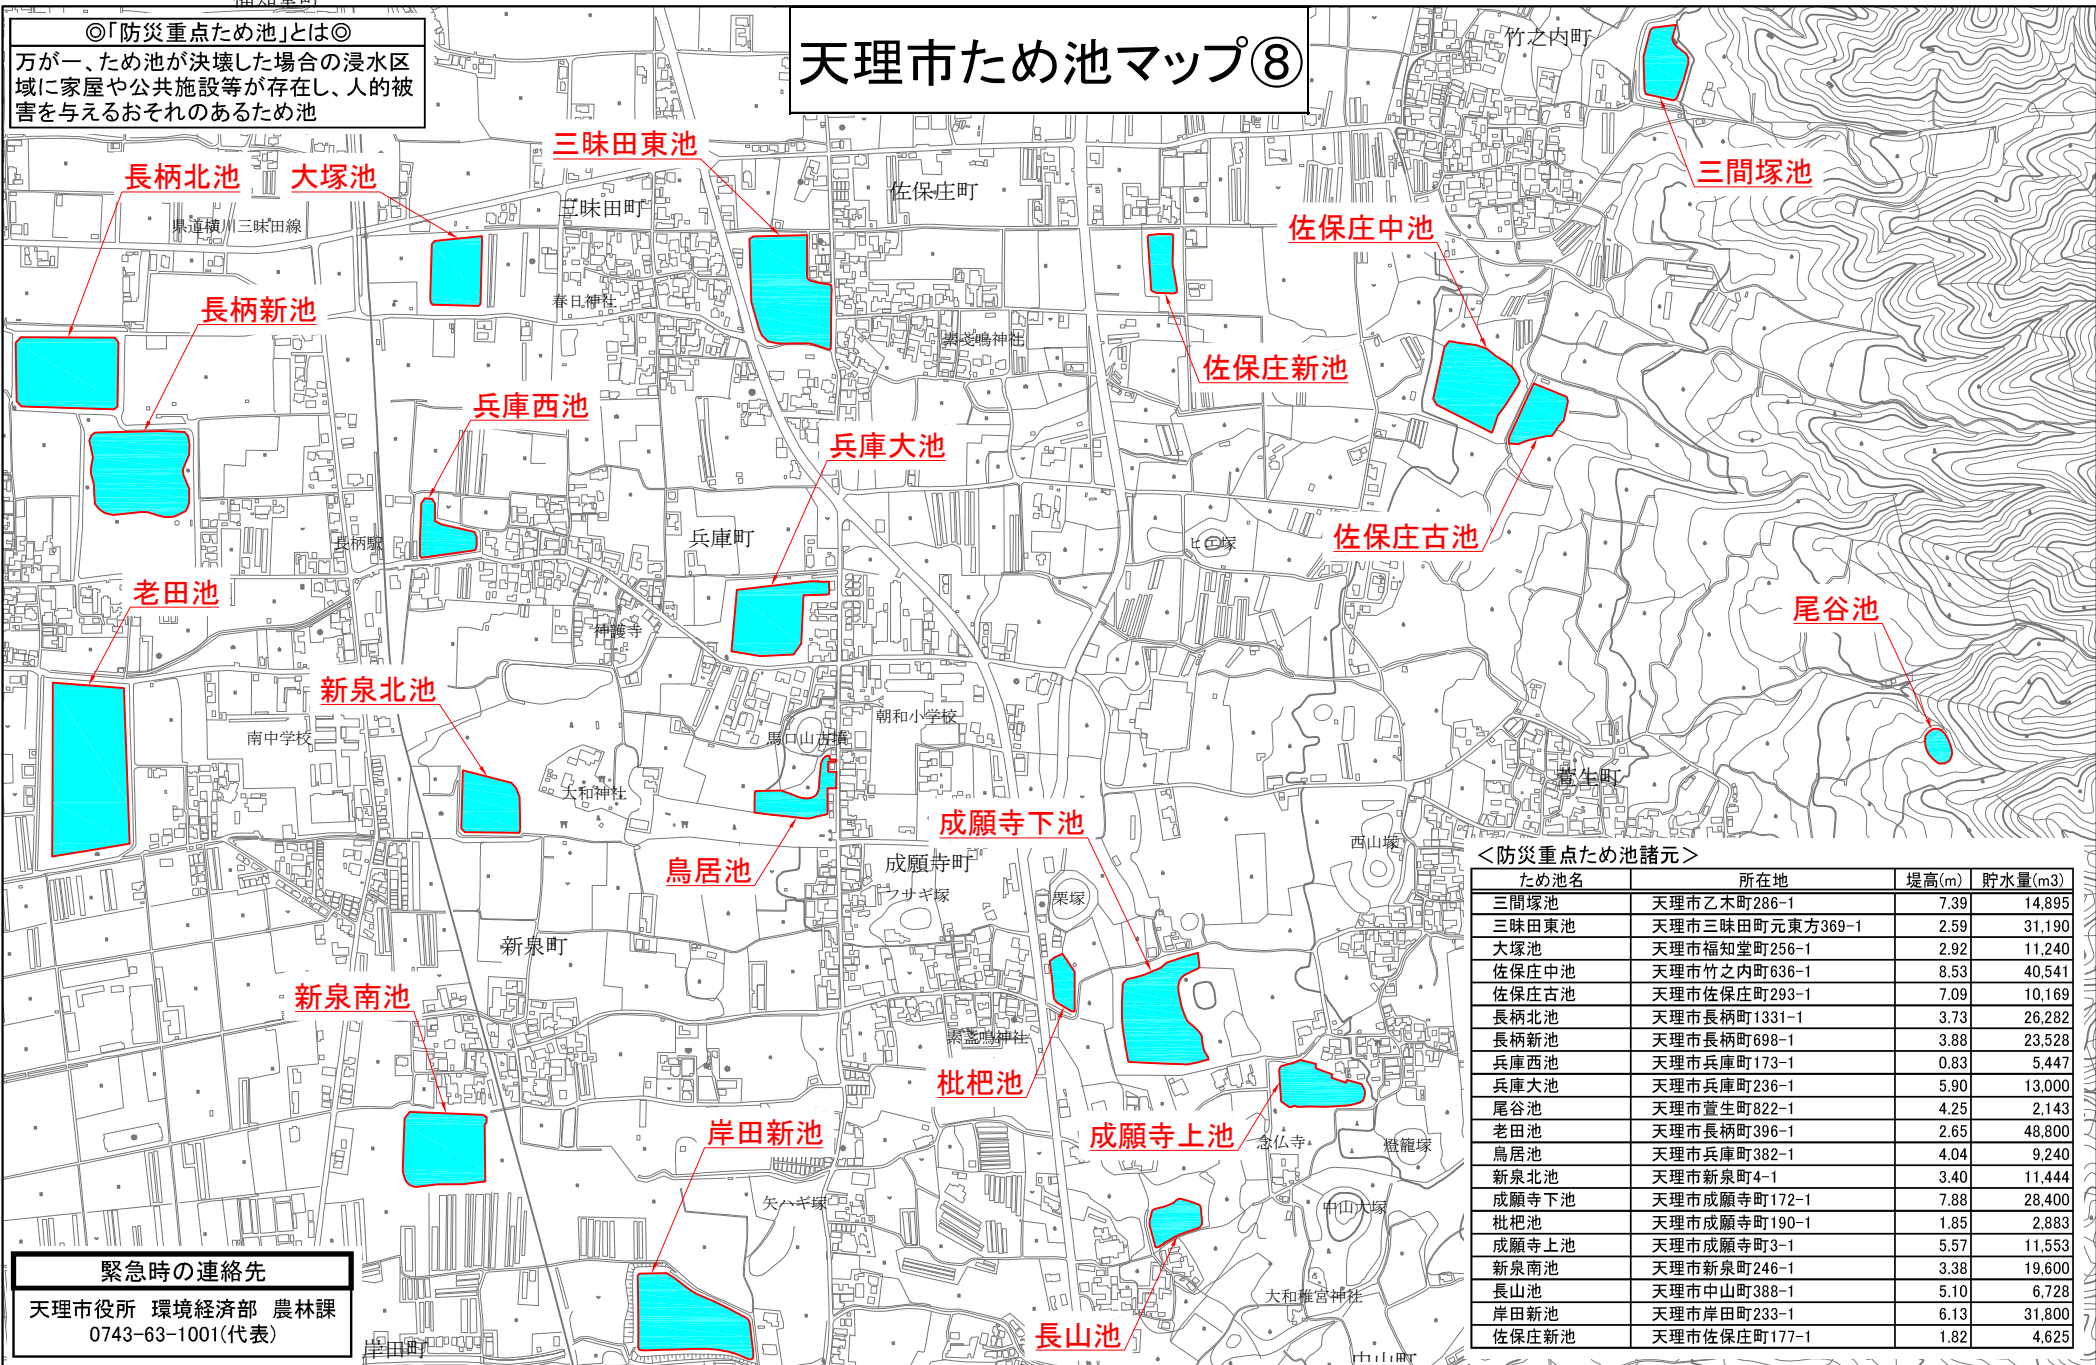 ◎「防災重点ため池」とは◎
万が一、ため池が決壊した場合の浸水区
域に家屋や公共施設等が存在し、人的被
害を与えるおそれのあるため池
天理市ため池マップ⑧
竹之内町
三間塚池
三昧田東池
長柄北池
大塚池
三昧田町
佐保庄町
県道横川三昧田線
佐保庄中池
春日神社
長柄新池
素戔嗚神社
佐保庄新池
兵庫西池
兵庫大池
長柄駅
兵庫町
ヒエ塚
佐保庄古池
老田池
神護寺
尾谷池
新泉北池
朝和小学校
南中学校
馬口山古墳
大和神社
萱生町
成願寺下池
西山塚
鳥居池
成願寺町
フサギ塚
栗塚
新泉町
新泉南池
素盞嗚神社
枇杷池
岸田新池
成願寺上池
念仏寺
燈籠塚
矢ハギ塚
中山大塚
大和稚宮神社
長山池
岸田町
中山町
<防災重点ため池諸元>
ため池名 所在地 堤高(m) 貯水量(m3)
三間塚池 天理市乙木町286-1 7.39 14,895
三昧田東池 天理市三昧田町元東方369-1 2.59 31,190
大塚池 天理市福知堂町256-1 2.92 11,240
佐保庄中池 天理市竹之内町636-1 8.53 40,541
佐保庄古池 天理市佐保庄町293-1 7.09 10,169
長柄北池 天理市長柄町1331-1 3.73 26,282
長柄新池 天理市長柄町698-1 3.88 23,528
兵庫西池 天理市兵庫町173-1 0.83 5,447
兵庫大池 天理市兵庫町236-1 5.90 13,000
尾谷池 天理市萱生町822-1 4.25 2,143
老田池 天理市長柄町396-1 2.65 48,800
鳥居池 天理市兵庫町382-1 4.04 9,240
新泉北池 天理市新泉町4-1 3.40 11,444
成願寺下池 天理市成願寺町172-1 7.88 28,400
枇杷池 天理市成願寺町190-1 1.85 2,883
成願寺上池 天理市成願寺町3-1 5.57 11,553
新泉南池 天理市新泉町246-1 3.38 19,600
長山池 天理市中山町388-1 5.10 6,728
岸田新池 天理市岸田町233-1 6.13 31,800
佐保庄新池 天理市佐保庄町177-1 1.82 4,625
緊急時の連絡先
天理市役所 環境経済部 農林課
0743-63-1001(代表)